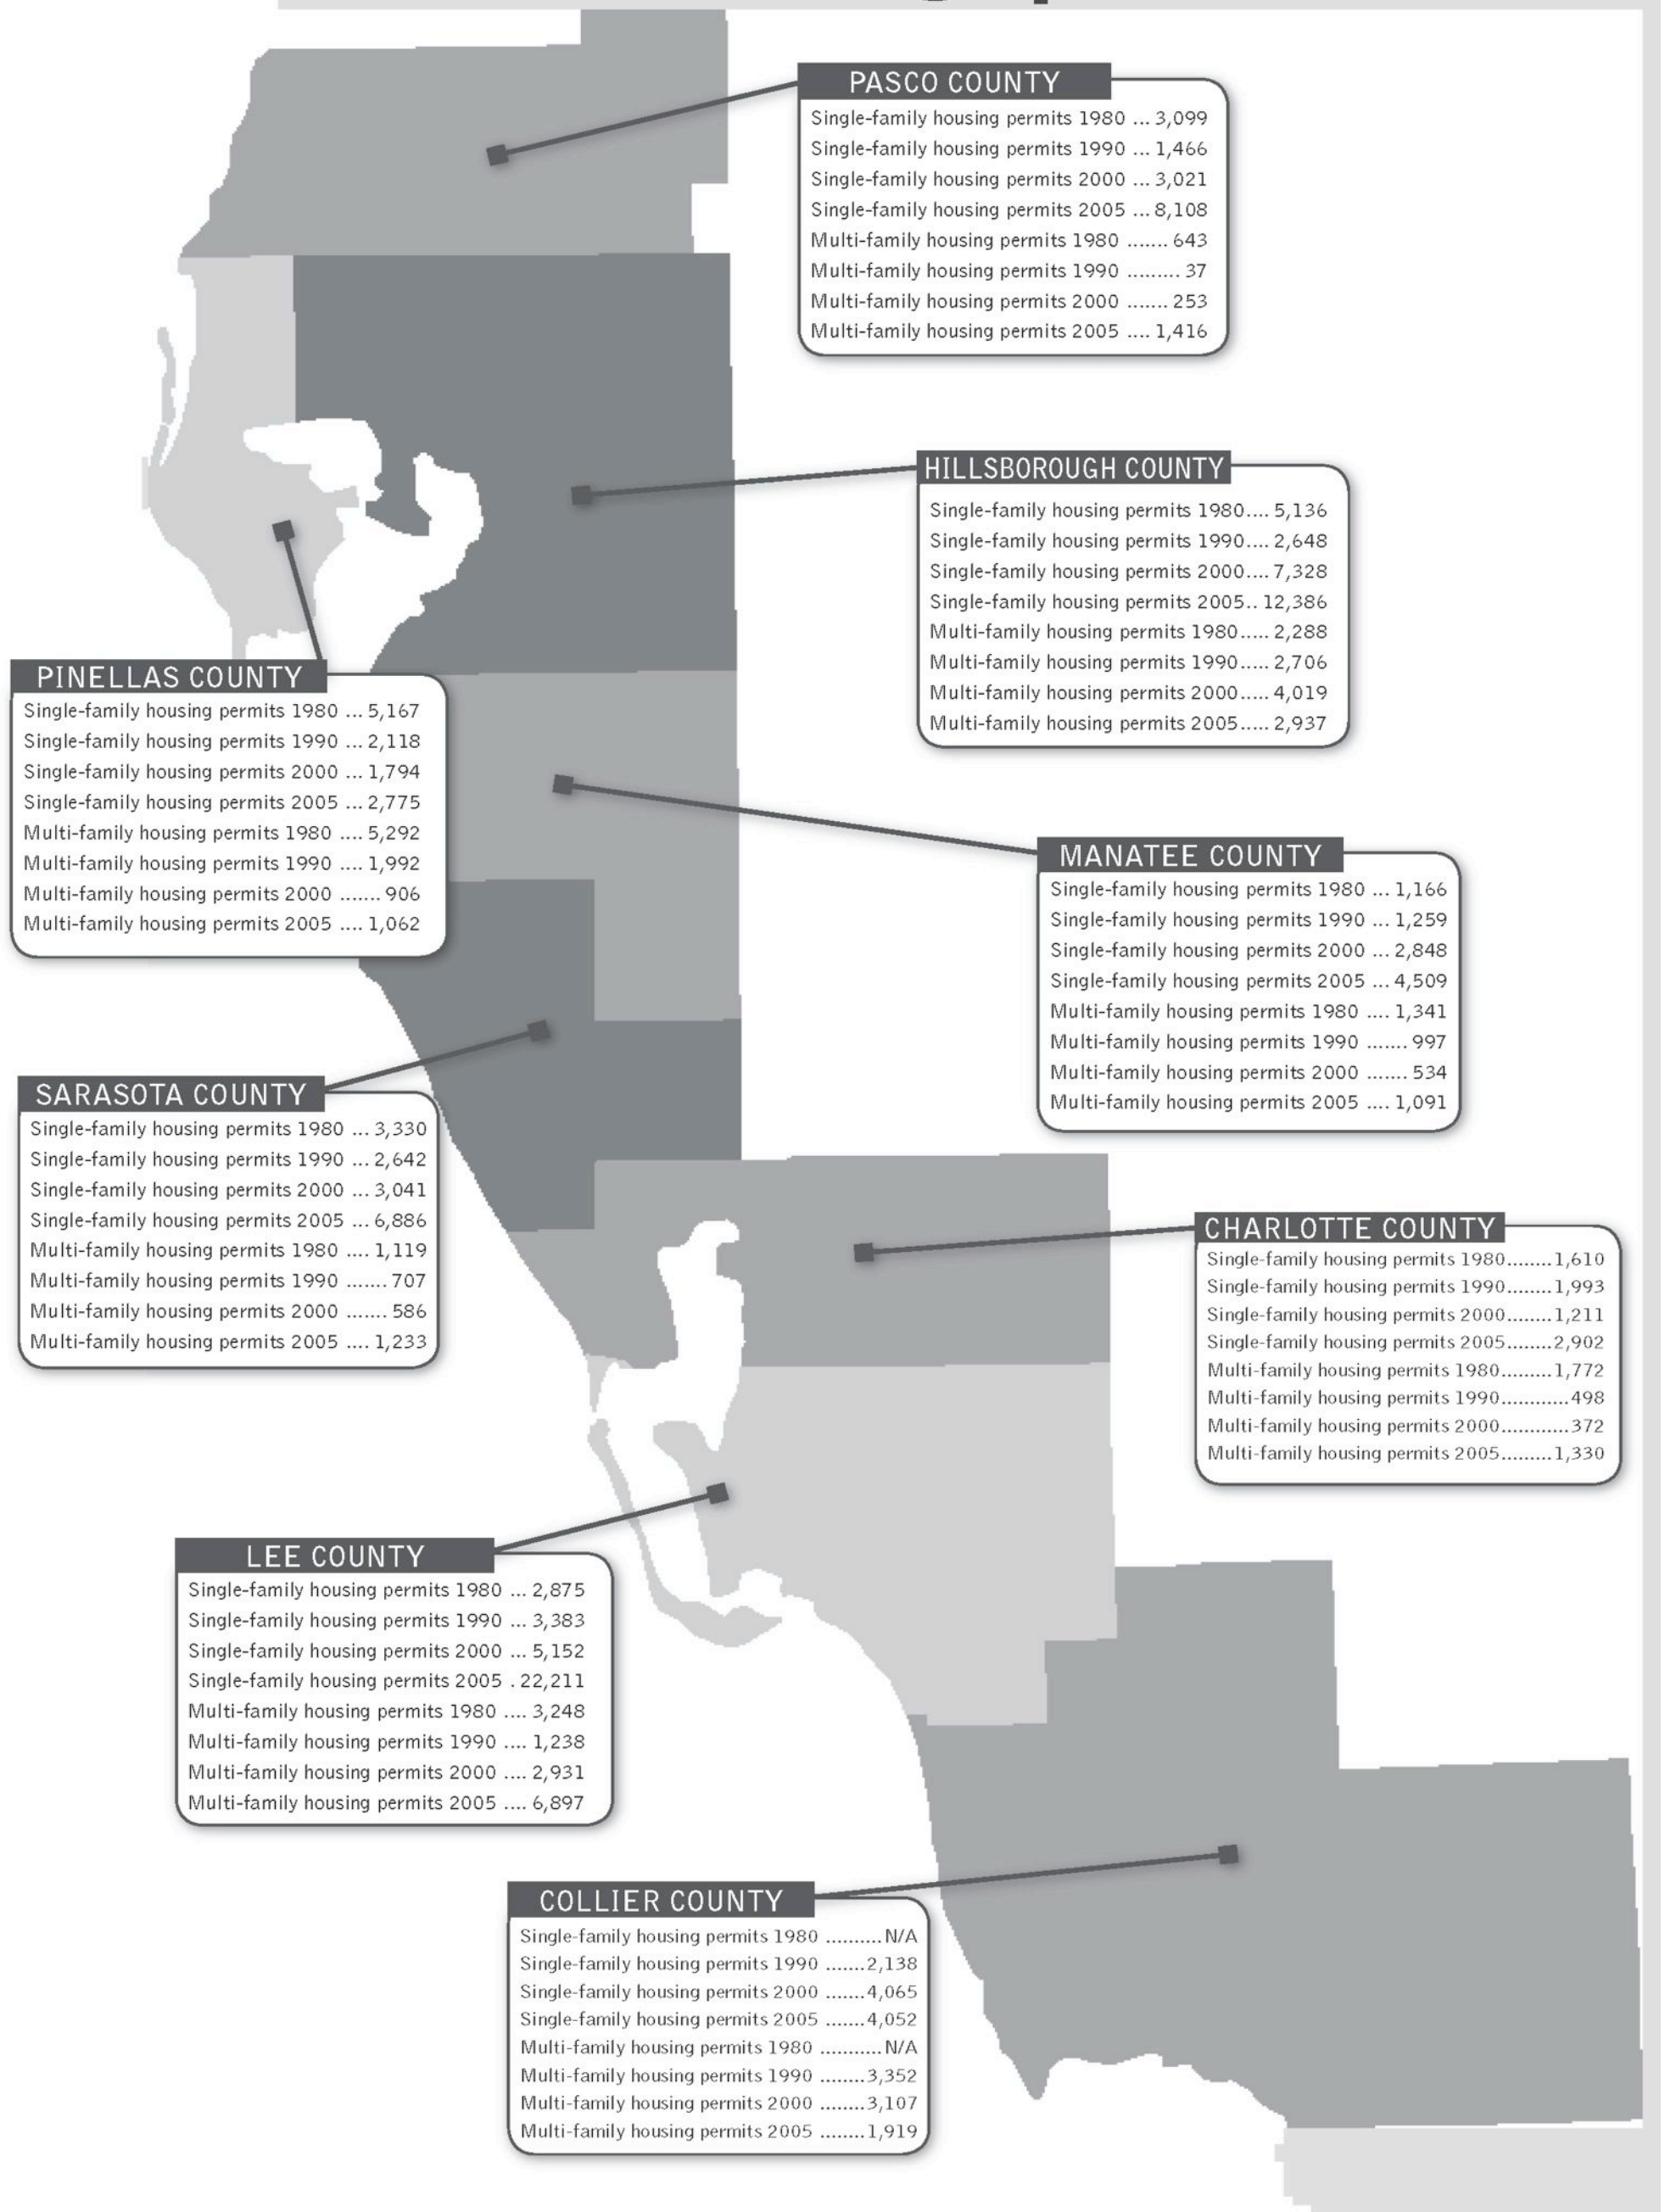 PASCO COUNTY
Single-family housing permits 1980 ... 3,099
Single-family housing permits 1990 ... 1,466
Single-family housing permits 2000 ... 3,021
Single-family housing permits 2005 ... 8,108
Multi-family housing permits 1980 ....... 643
Multi-family housing permits 1990 ......... 37
Multi-family housing permits 2000 ....... 253
Multi-family housing permits 2005 .... 1,416
HILLSBOROUGH COUNTY
Single-family housing permits 1980.... 5,136
Single-family housing permits 1990.... 2,648
Single-family housing permits 2000.... 7,328
Single-family housing permits 2005.. 12,386
Multi-family housing permits 1980..... 2,288
Multi-family housing permits 1990..... 2,706
Multi-family housing permits 2000..... 4,019
Multi-family housing permits 2005..... 2,937
PINELLAS COUNTY
Single-family housing permits 1980 ... 5,167
Single-family housing permits 1990 ... 2,118
Single-family housing permits 2000 ... 1,794
Single-family housing permits 2005 ... 2,775
Multi-family housing permits 1980 .... 5,292
Multi-family housing permits 1990 .... 1,992
Multi-family housing permits 2000 ....... 906
Multi-family housing permits 2005 .... 1,062
MANATEE COUNTY
Single-family housing permits 1980 ... 1,166
Single-family housing permits 1990 ... 1,259
Single-family housing permits 2000 ... 2,848
Single-family housing permits 2005 ... 4,509
Multi-family housing permits 1980 .... 1,341
Multi-family housing permits 1990 ....... 997
Multi-family housing permits 2000 ....... 534
Multi-family housing permits 2005 .... 1,091
SARASOTA COUNTY
Single-family housing permits 1980 ... 3,330
Single-family housing permits 1990 ... 2,642
Single-family housing permits 2000 ... 3,041
Single-family housing permits 2005 ... 6,886
Multi-family housing permits 1980 .... 1,119
Multi-family housing permits 1990 ....... 707
Multi-family housing permits 2000 ....... 586
Multi-family housing permits 2005 .... 1,233
CHARLOTTE COUNTY
Single-family housing permits 1980........1,610
Single-family housing permits 1990........1,993
Single-family housing permits 2000........1,211
Single-family housing permits 2005........2,902
Multi-family housing permits 1980.........1,772
Multi-family housing permits 1990............498
Multi-family housing permits 2000............372
Multi-family housing permits 2005.........1,330
LEE COUNTY
Single-family housing permits 1980 ... 2,875
Single-family housing permits 1990 ... 3,383
Single-family housing permits 2000 ... 5,152
Single-family housing permits 2005 . 22,211
Multi-family housing permits 1980 .... 3,248
Multi-family housing permits 1990 .... 1,238
Multi-family housing permits 2000 .... 2,931
Multi-family housing permits 2005 .... 6,897
COLLIER COUNTY
Single-family housing permits 1980 ..........N/A
Single-family housing permits 1990 .......2,138
Single-family housing permits 2000 .......4,065
Single-family housing permits 2005 .......4,052
Multi-family housing permits 1980 ...........N/A
Multi-family housing permits 1990 ........3,352
Multi-family housing permits 2000 ........3,107
Multi-family housing permits 2005 ........1,919